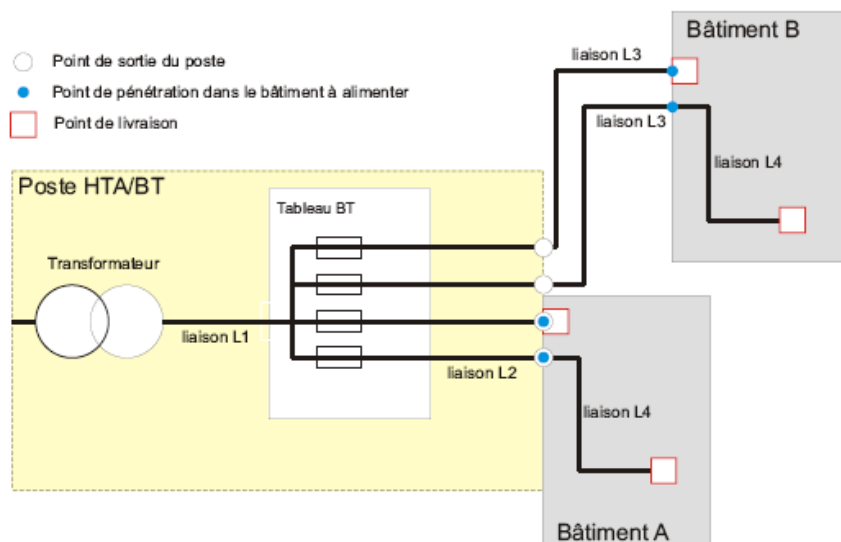 Bâtiment B
liaison L3
Point de sortie du poste
Point de pénétration dans le bâtiment à alimenter
Point de livraison
liaison L3
liaison L4
Poste HTA/BT
Tableau BT
Transformateur
liaison L1
liaison L2
liaison L4
Bâtiment A